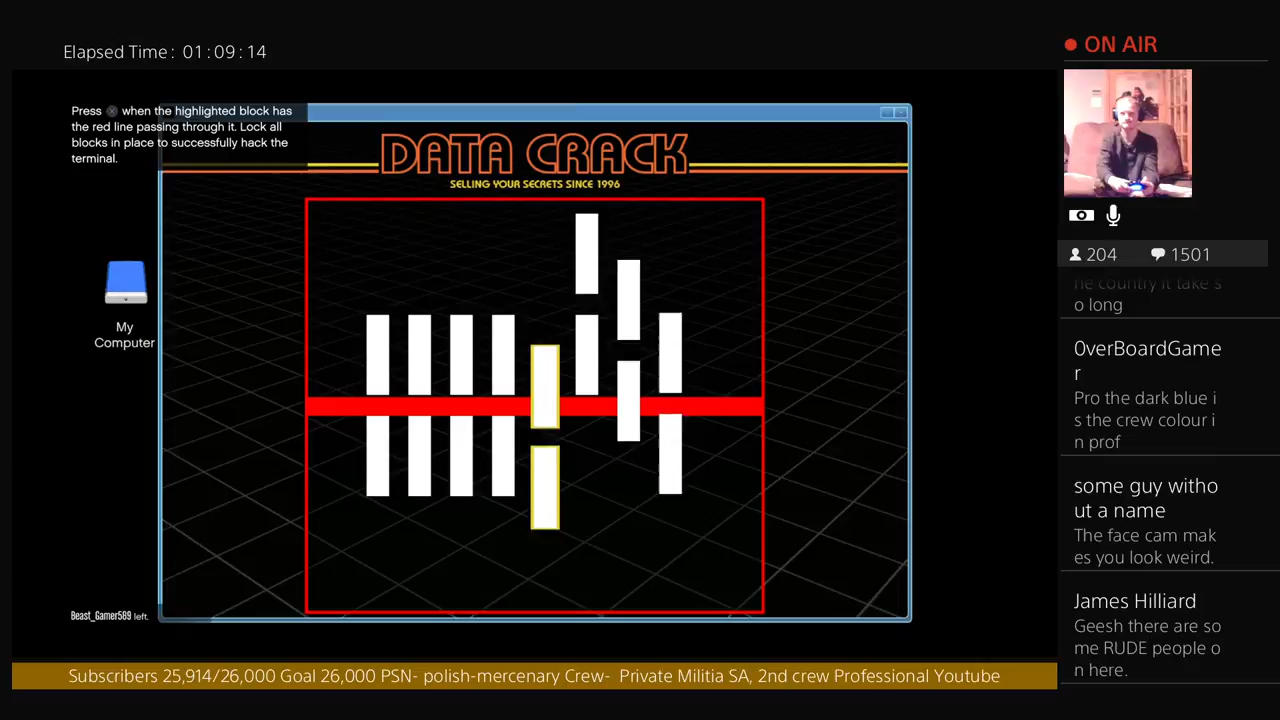 Elapsed Time: 01:09:14
ON AIR
Press X when the highlighted block has
the red line passing through it. Lock all
blocks in place to successfully hack the
terminal.
DATA CRACK
SELLING YOUR SECRETS SINCE 1996
My
Computer
204 1501
he country it take s
o long
0verBoardGame
r
Pro the dark blue i
s the crew colour i
n prof
some guy witho
ut a name
The face cam mak
es you look weird.
James Hilliard
Geesh there are so
me RUDE people o
n here.
Beast_Gamer589 left.
Subscribers 25,914/26,000 Goal 26,000 PSN- polish-mercenary Crew- Private Militia SA, 2nd crew Professional Youtube